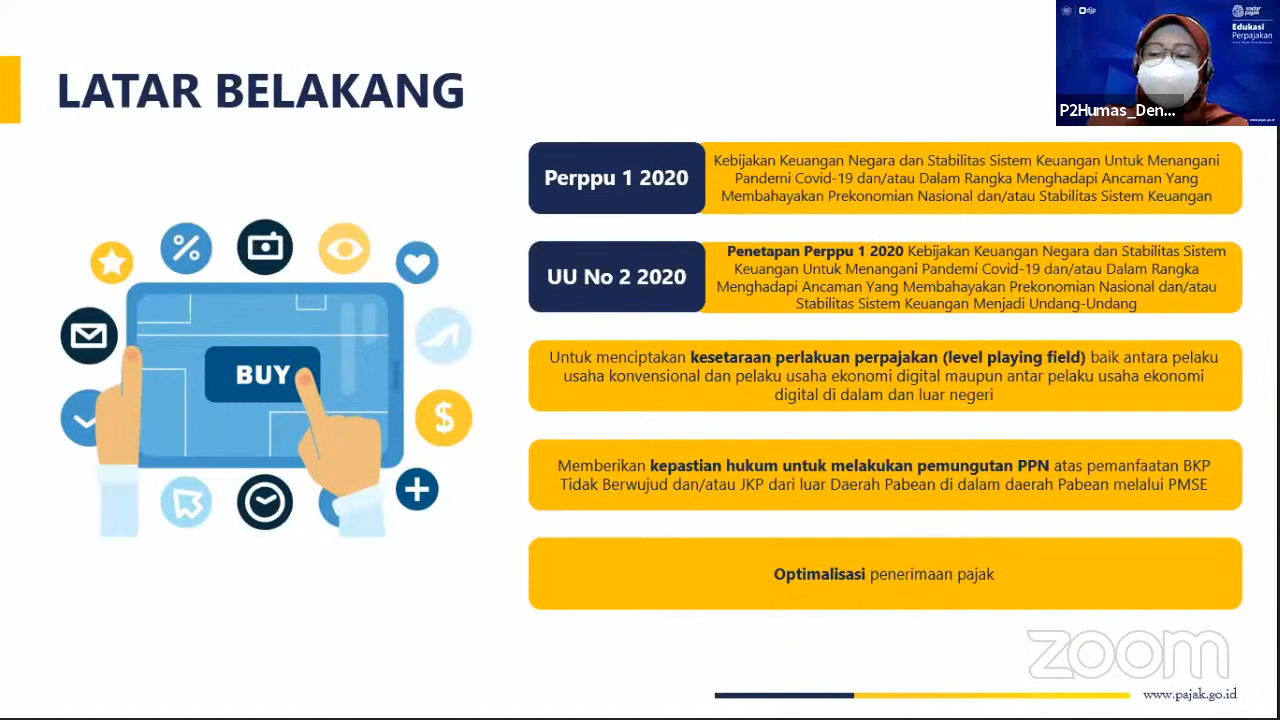 djp
sadar
pajak
Edukasi
Perpajakan
P2Humas_Den...
www.pajak.go.id
LATAR BELAKANG
Perppu 1 2020
Kebijakan Keuangan Negara dan Stabilitas Sistem Keuangan Untuk Menangani
Pandemi Covid-19 dan/atau Dalam Rangka Menghadapi Ancaman Yang
Membahayakan Prekonomian Nasional dan/atau Stabilitas Sistem Keuangan
UU No 2 2020
Penetapan Perppu 1 2020 Kebijakan Keuangan Negara dan Stabilitas Sistem
Keuangan Untuk Menangani Pandemi Covid-19 dan/atau Dalam Rangka
Menghadapi Ancaman Yang Membahayakan Prekonomian Nasional dan/atau
Stabilitas Sistem Keuangan Menjadi Undang-Undang
Untuk menciptakan kesetaraan perlakuan perpajakan (level playing field) baik antara pelaku
usaha konvensional dan pelaku usaha ekonomi digital maupun antar pelaku usaha ekonomi
digital di dalam dan luar negeri
Memberikan kepastian hukum untuk melakukan pemungutan PPN atas pemanfaatan BKP
Tidak Berwujud dan/atau JKP dari luar Daerah Pabean di dalam daerah Pabean melalui PMSE
Optimalisasi penerimaan pajak
%
BUY
$
zoom
www.pajak.go.id